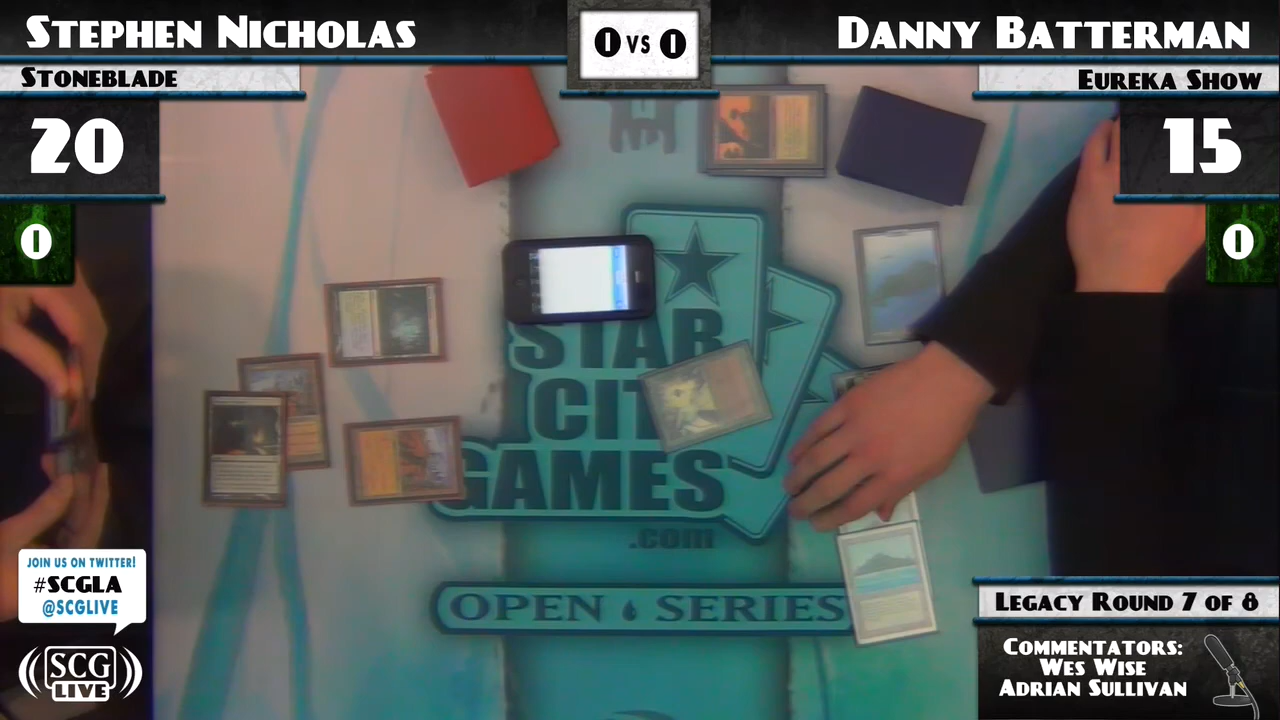 STEPHEN NICHOLAS
0 VS 0
DANNY BATTERMAN
STONEBLADE
EUREKA SHOW
20
15
0
0
STAR
CIT
GAMES
.com
OPEN SERIES
JOIN US ON TWITTER!
#SCGLA
@SCGLIVE
SCG
LIVE
LEGACY ROUND 7 OF 8
COMMENTATORS:
WES WISE
ADRIAN SULLIVAN